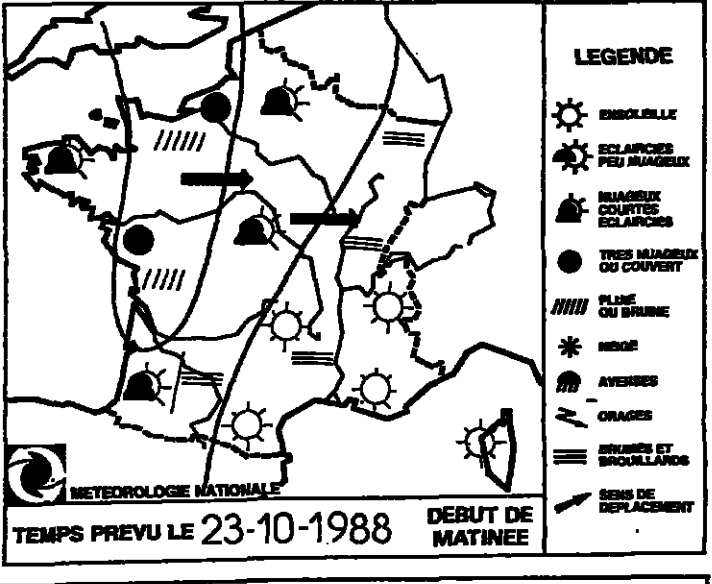 LEGENDE
ENSOLEILLE
ECLAIRCIES
PEU NUAGEUX
NUAGEUX
COURTES
ECLAIRCIES
TRES NUAGEUX
OU COUVERT
PLUIE
OU BRUINE
NEIGE
AVERSES
ORAGES
BRUMES ET
BROUILLARDS
SENS DE
DEPLACEMENT
METEOROLOGIE NATIONALE
TEMPS PREVU LE 23-10-1988 DEBUT DE
MATINEE